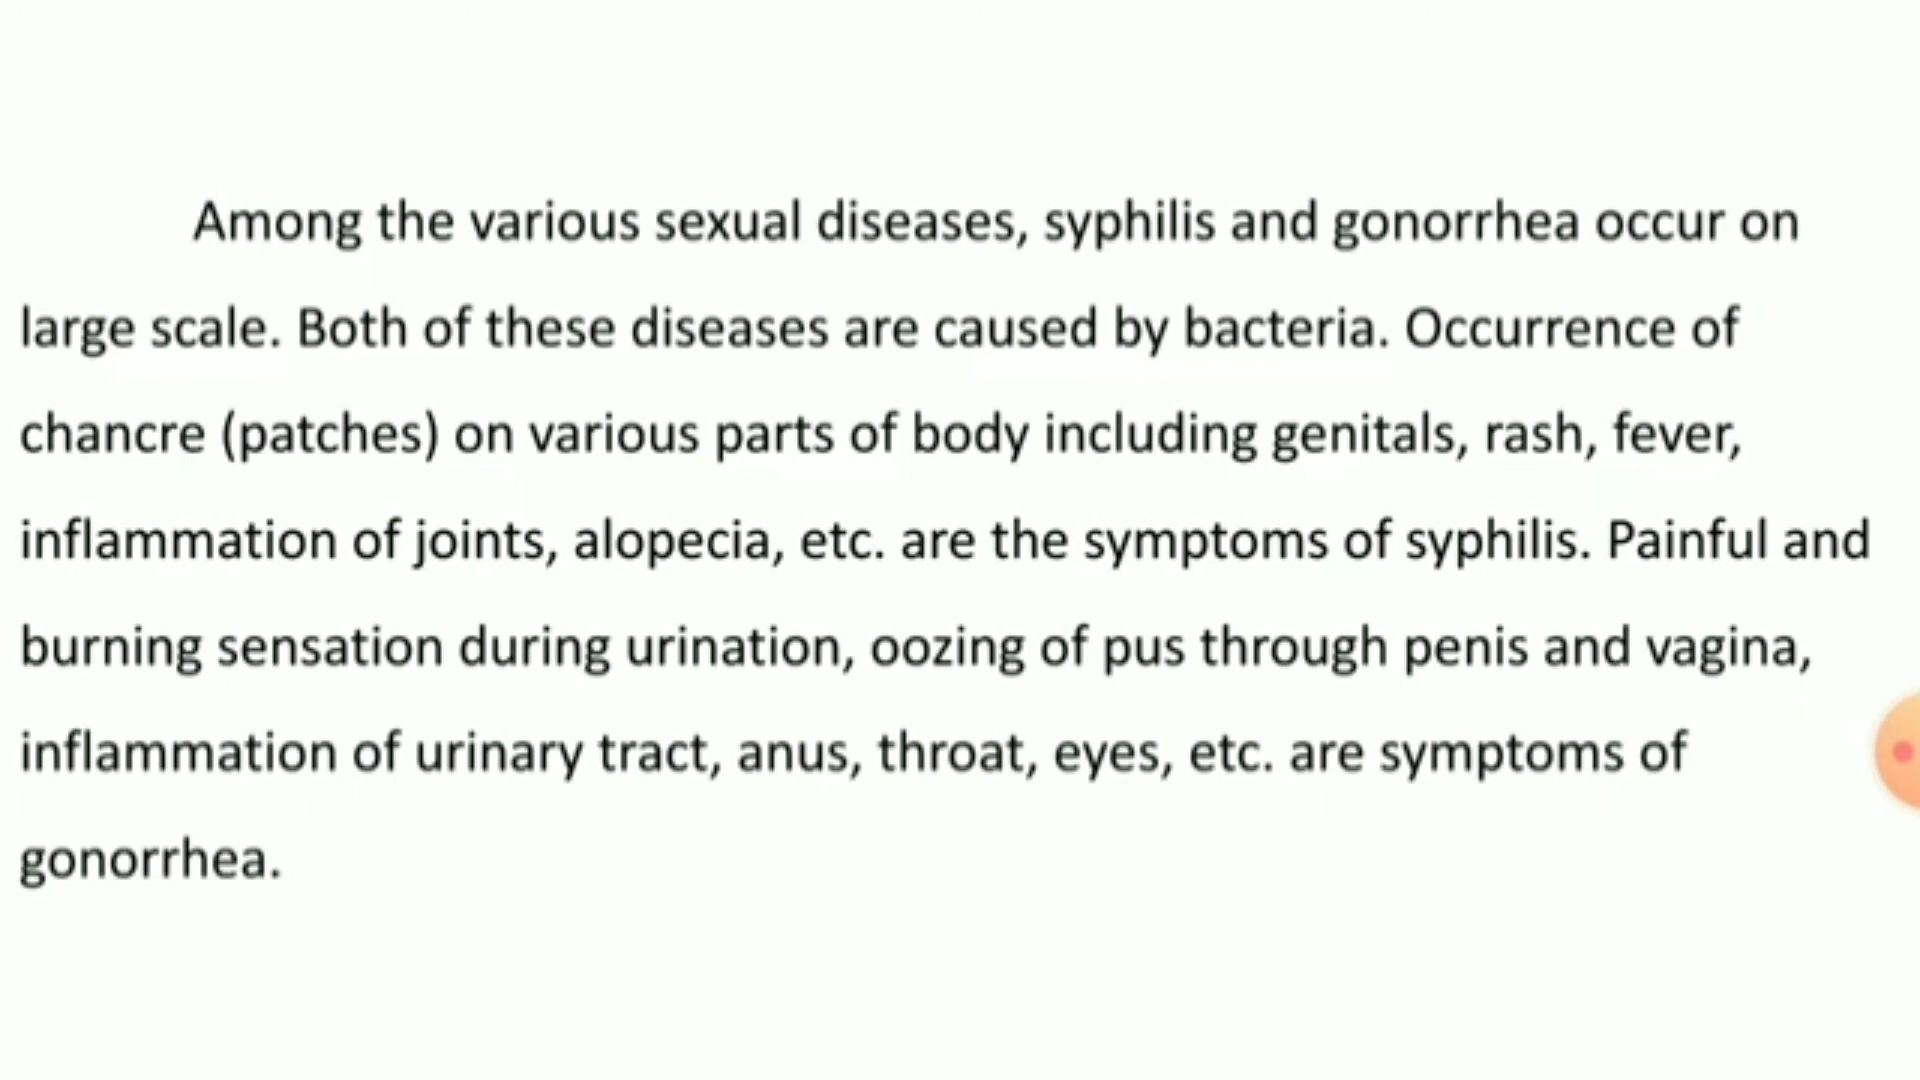 Among the various sexual diseases, syphilis and gonorrhea occur on
large scale. Both of these diseases are caused by bacteria. Occurrence of
chancre (patches) on various parts of body including genitals, rash, fever,
inflammation of joints, alopecia, etc. are the symptoms of syphilis. Painful and
burning sensation during urination, oozing of pus through penis and vagina,
inflammation of urinary tract, anus, throat, eyes, etc. are symptoms of
gonorrhea.